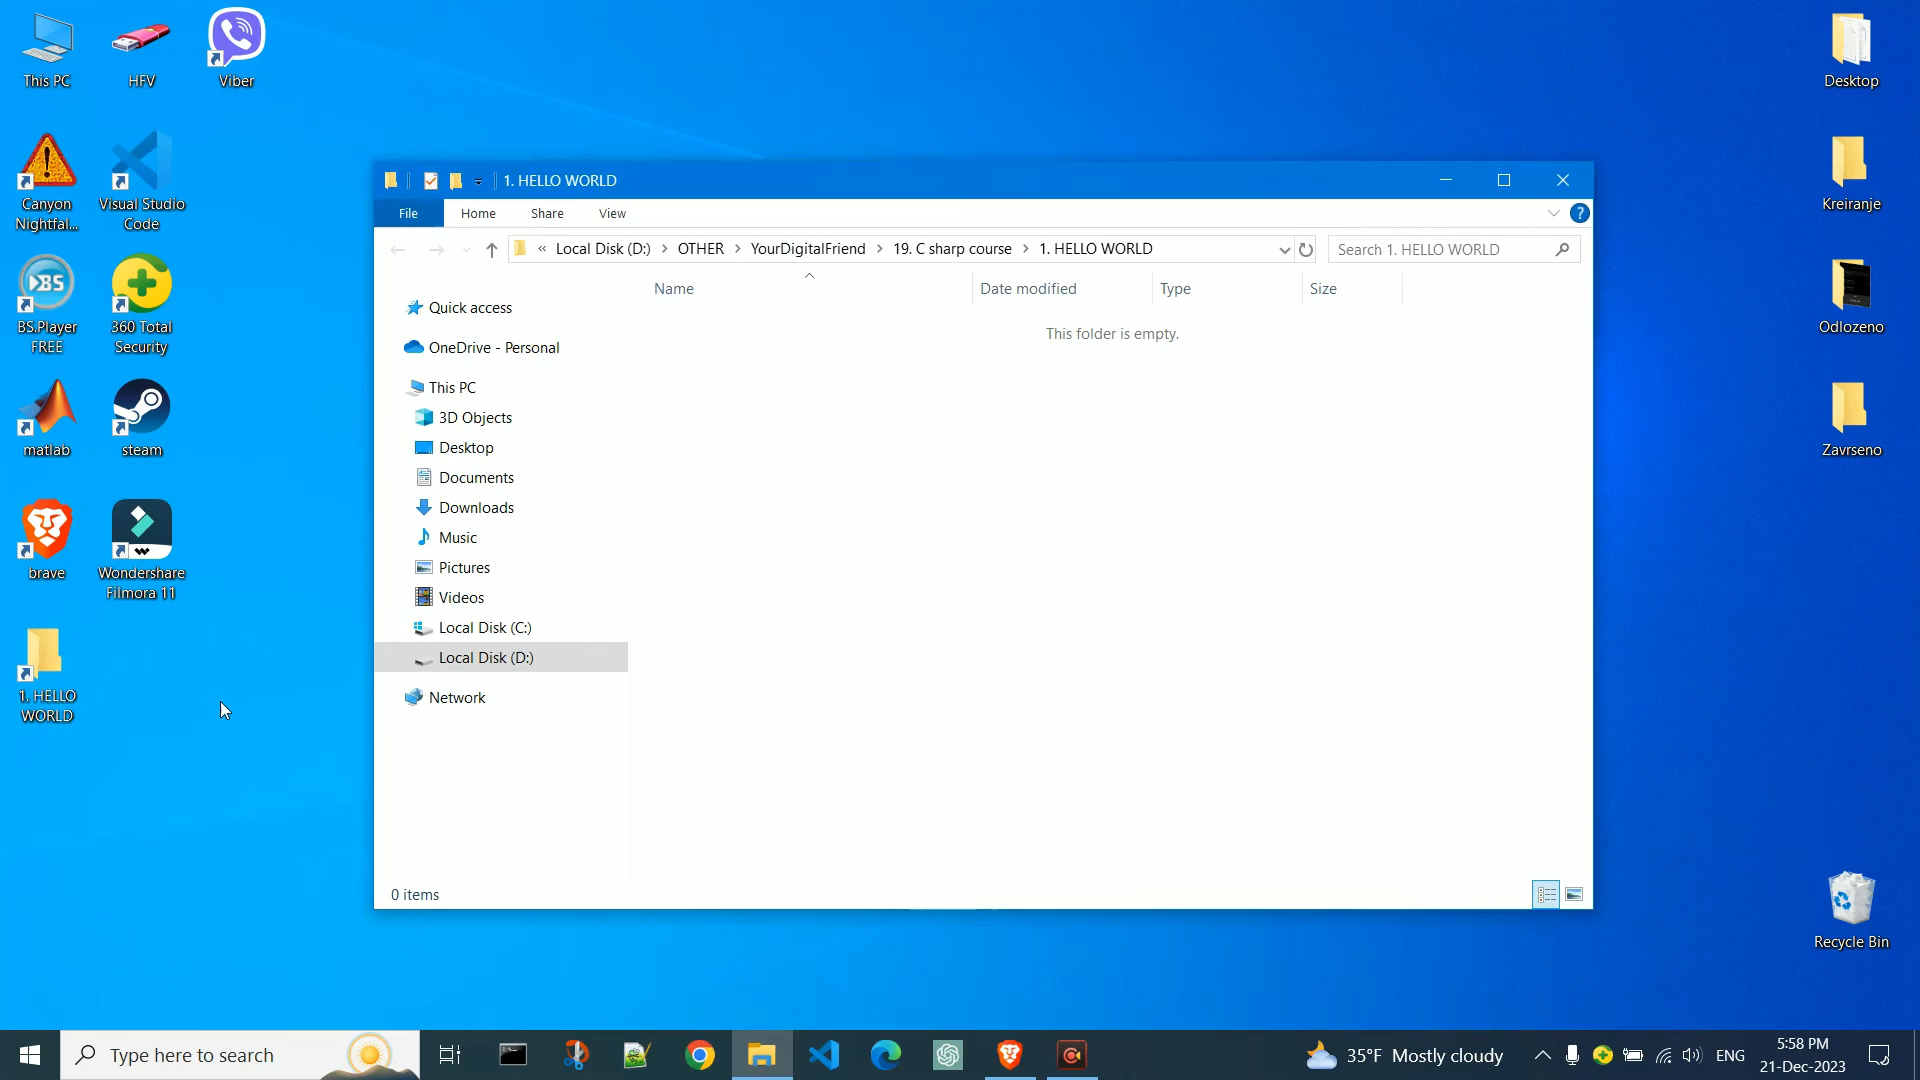 This PC
HFV
Viber
Canyon
Nightfal...
Visual Studio
Code
BS.Player
FREE
360 Total
Security
matlab
steam
brave
Wondershare
Filmora 11
1. HELLO
WORLD
1. HELLO WORLD
File Home Share View
« Local Disk (D:) OTHER YourDigitalFriend 19. C sharp course 1. HELLO WORLD
Search 1. HELLO WORLD
Name Date modified Type Size
This folder is empty.
Quick access
OneDrive - Personal
This PC
3D Objects
Desktop
Documents
Downloads
Music
Pictures
Videos
Local Disk (C:)
Local Disk (D:)
Network
0 items
Desktop
Kreiranje
Odlozeno
Zavrseno
Recycle Bin
Type here to search
35°F Mostly cloudy
ENG
5:58 PM
21-Dec-2023